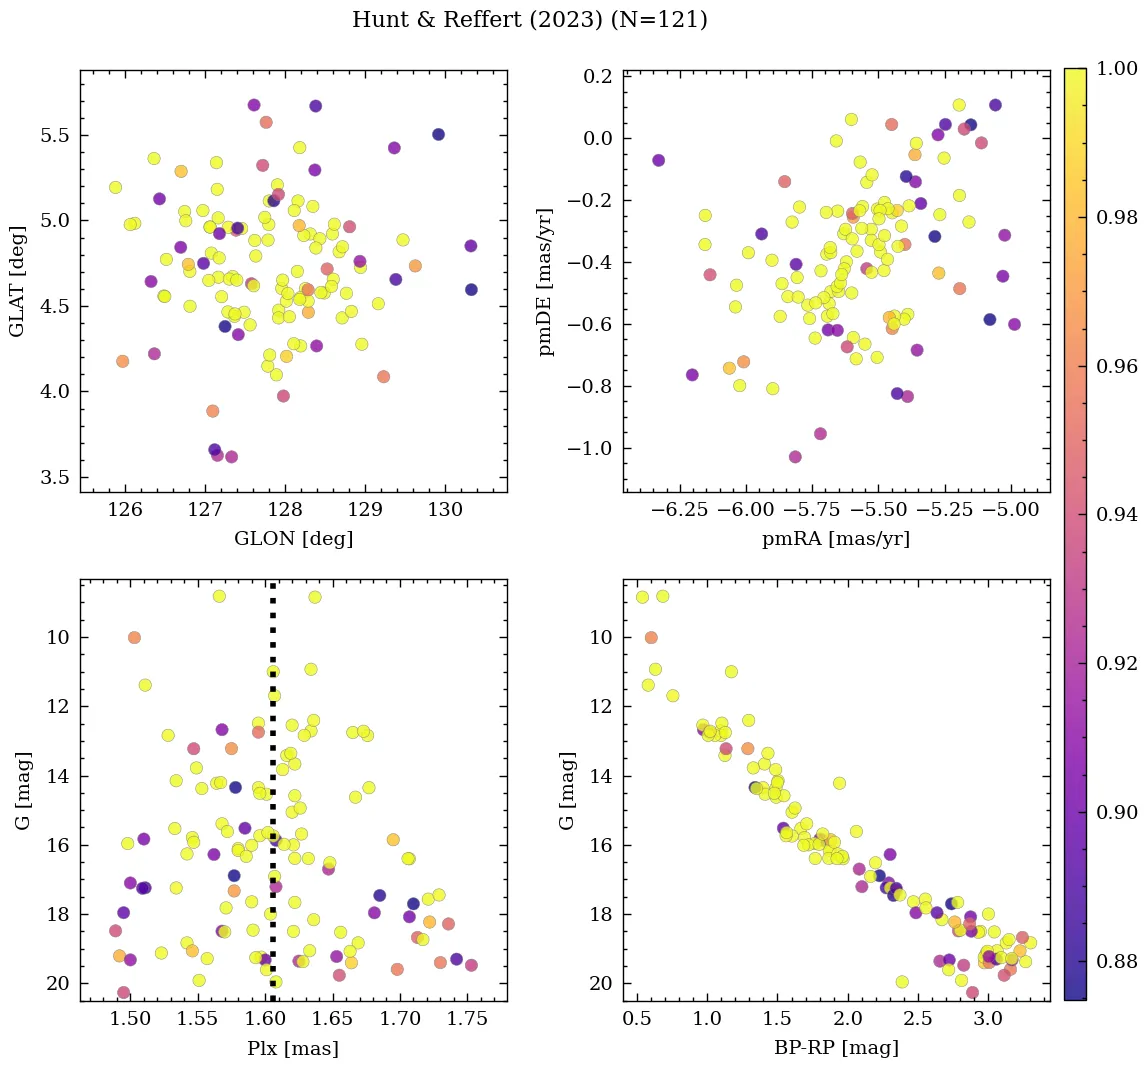 Hunt & Reffert (2023) (N=121)
5.5
5.0
4.5
4.0
3.5
GLAT [deg]
126 127 128 129 130
GLON [deg]
0.2
0.0
−0.2
−0.4
−0.6
−0.8
−1.0
pmDE [mas/yr]
−6.25 −6.00 −5.75 −5.50 −5.25 −5.00
pmRA [mas/yr]
10
12
14
16
18
20
G [mag]
1.50 1.55 1.60 1.65 1.70 1.75
Plx [mas]
10
12
14
16
18
20
G [mag]
0.5 1.0 1.5 2.0 2.5 3.0
BP-RP [mag]
1.00
0.98
0.96
0.94
0.92
0.90
0.88